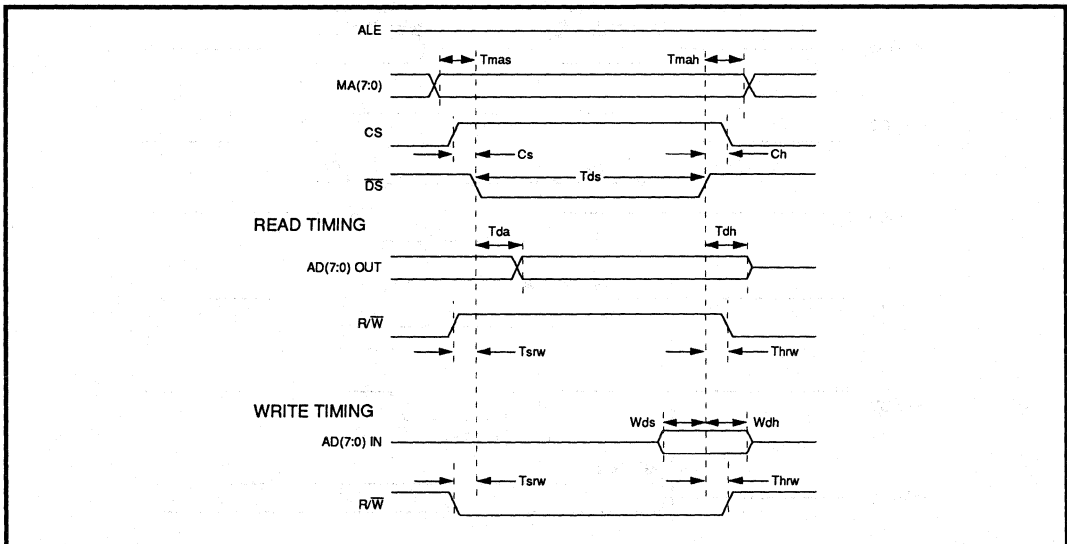 ALE
Tmas Tmah
MA(7:0)
CS
Cs Ch
DS
Tds
READ TIMING
Tda Tdh
AD(7:0) OUT
R/W
Tsrw Thrw
WRITE TIMING
Wds Wdh
AD(7:0) IN
Tsrw Thrw
R/W